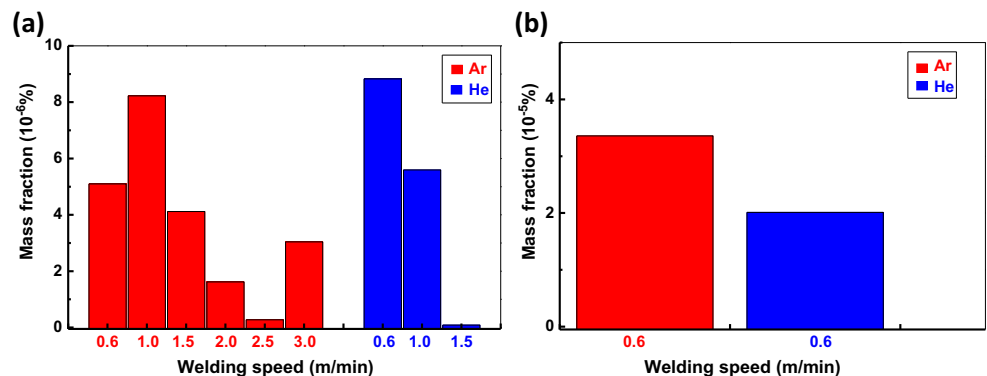 (a)
Mass fraction (10⁻⁶%)
10
8
6
4
2
0
Ar
He
0.6 1.0 1.5 2.0 2.5 3.0 0.6 1.0 1.5
Welding speed (m/min)
(b)
Mass fraction (10⁻⁵%)
4
2
0
Ar
He
0.6 0.6
Welding speed (m/min)